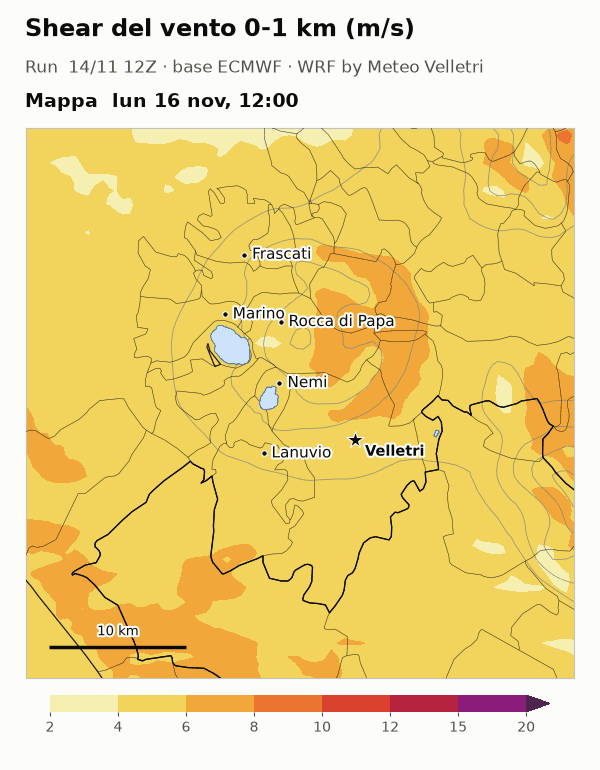 Shear del vento 0-1 km (m/s)
Run  14/11 12Z · base ECMWF · WRF by Meteo Velletri
Mappa  lun 16 nov, 12:00
Frascati
Marino
Rocca di Papa
Nemi
Velletri
Lanuvio
10 km
2 4 6 8 10 12 15 20